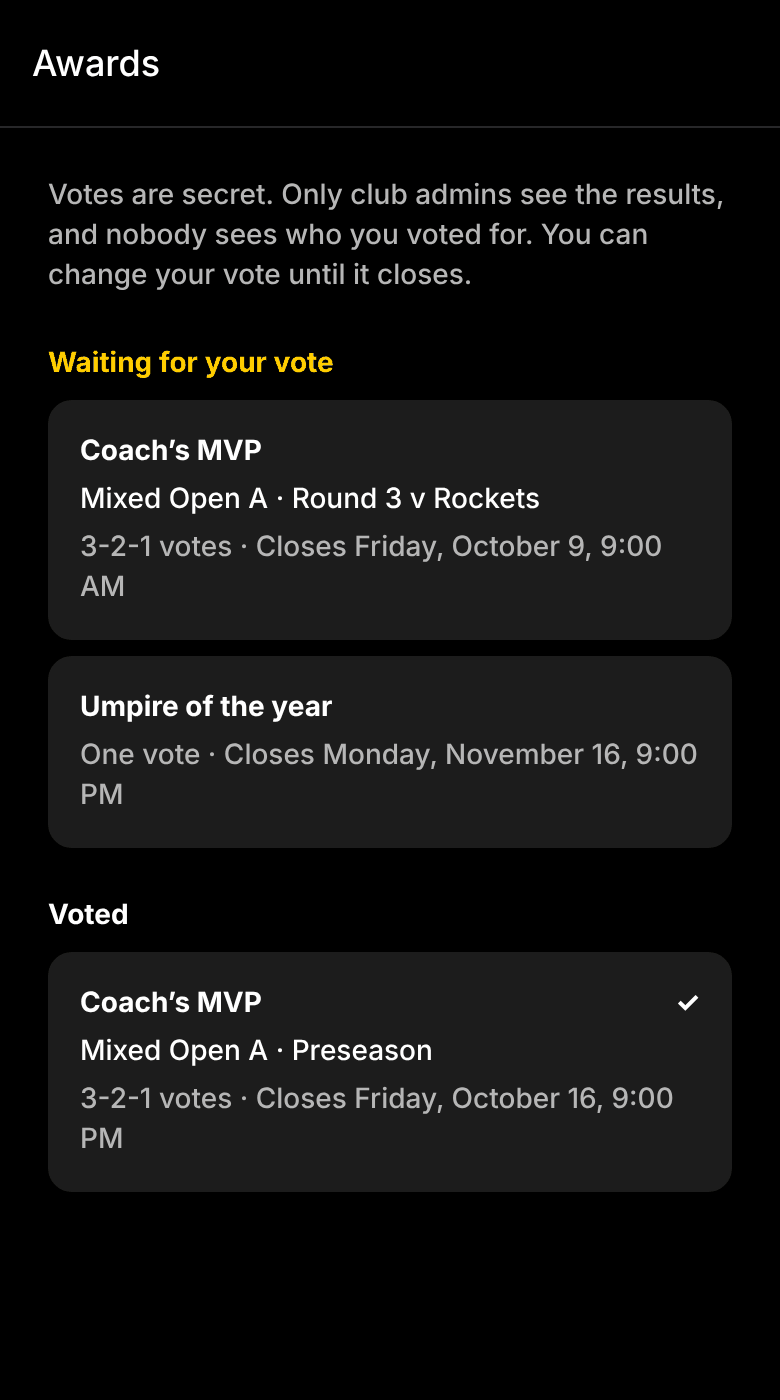 Awards
Votes are secret. Only club admins see the results,
and nobody sees who you voted for. You can
change your vote until it closes.
Waiting for your vote
Coach’s MVP
Mixed Open A · Round 3 v Rockets
3-2-1 votes · Closes Friday, October 9, 9:00
AM
Umpire of the year
One vote · Closes Monday, November 16, 9:00
PM
Voted
Coach’s MVP
Mixed Open A · Preseason
3-2-1 votes · Closes Friday, October 16, 9:00
PM